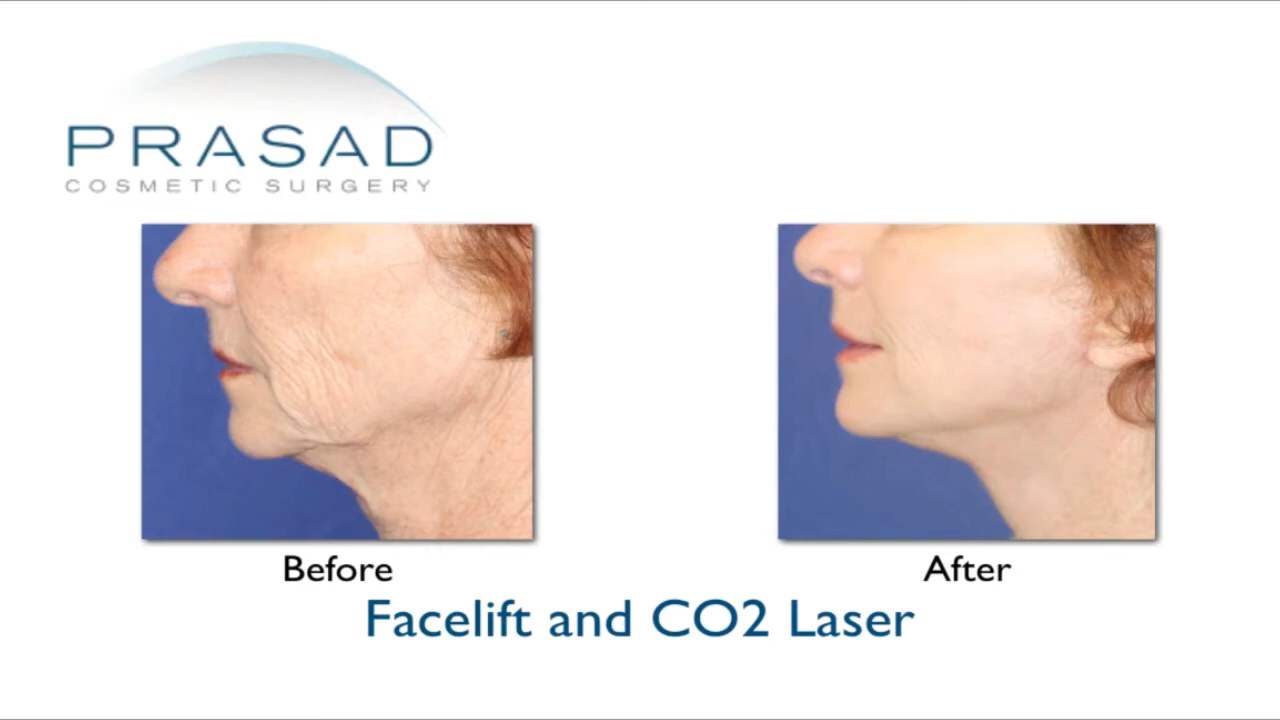 PRASAD
COSMETIC SURGERY
Before
After
Facelift and CO2 Laser